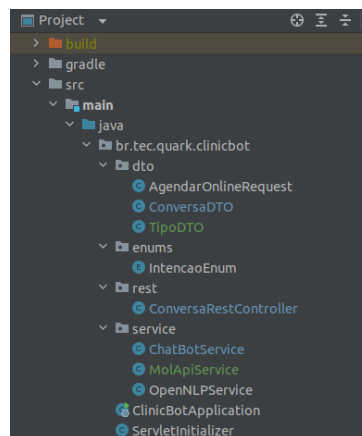 Project
build
gradle
src
main
java
br.tec.quark.clinicbot
dto
AgendarOnlineRequest
ConversaDTO
TipoDTO
enums
IntencaoEnum
rest
ConversaRestController
service
ChatBotService
MolApiService
OpenNLPService
ClinicBotApplication
ServletInitializer